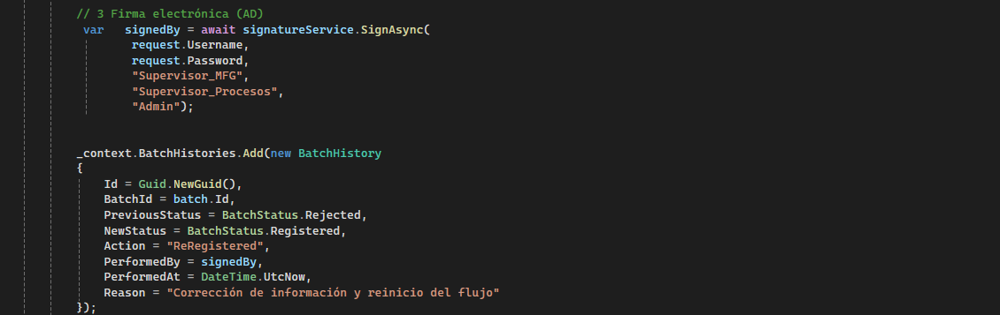 // 3 Firma electrónica (AD)
var signedBy = await signatureService.SignAsync(
request.Username,
request.Password,
"Supervisor_MFG",
"Supervisor_Procesos",
"Admin");
_context.BatchHistories.Add(new BatchHistory
{
Id = Guid.NewGuid(),
BatchId = batch.Id,
PreviousStatus = BatchStatus.Rejected,
NewStatus = BatchStatus.Registered,
Action = "ReRegistered",
PerformedBy = signedBy,
PerformedAt = DateTime.UtcNow,
Reason = "Corrección de información y reinicio del flujo"
});